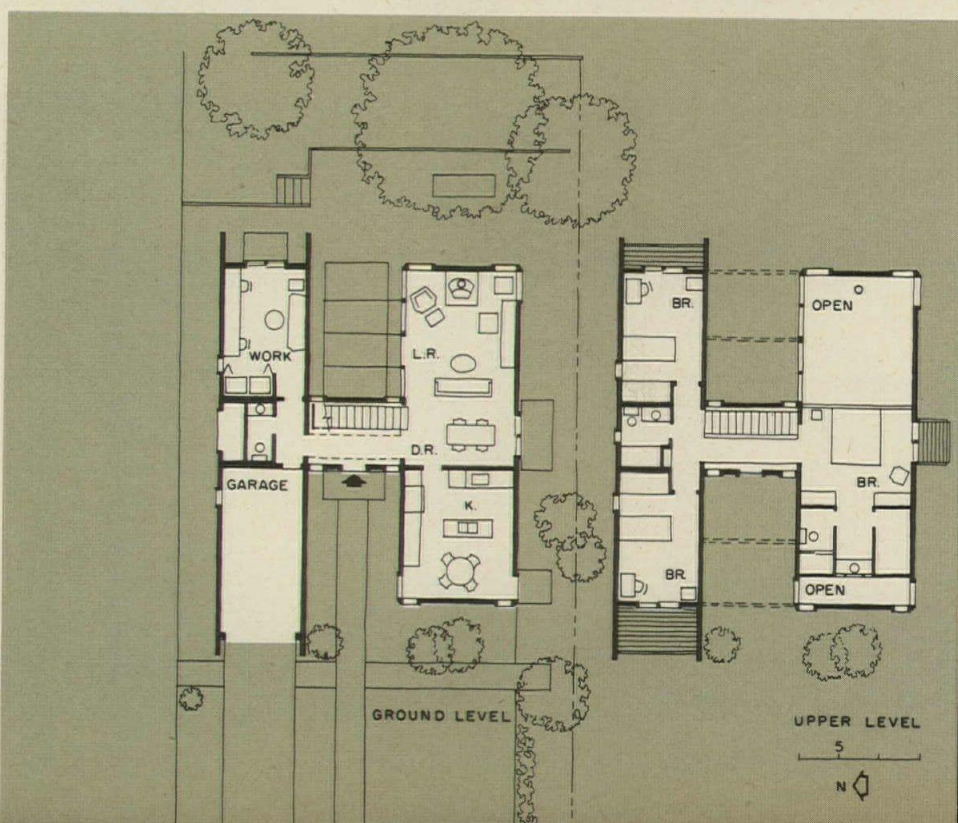 WORK
L.R.
D.R.
GARAGE
K.
GROUND LEVEL
BR.
OPEN
BR.
BR.
OPEN
UPPER LEVEL
5
N